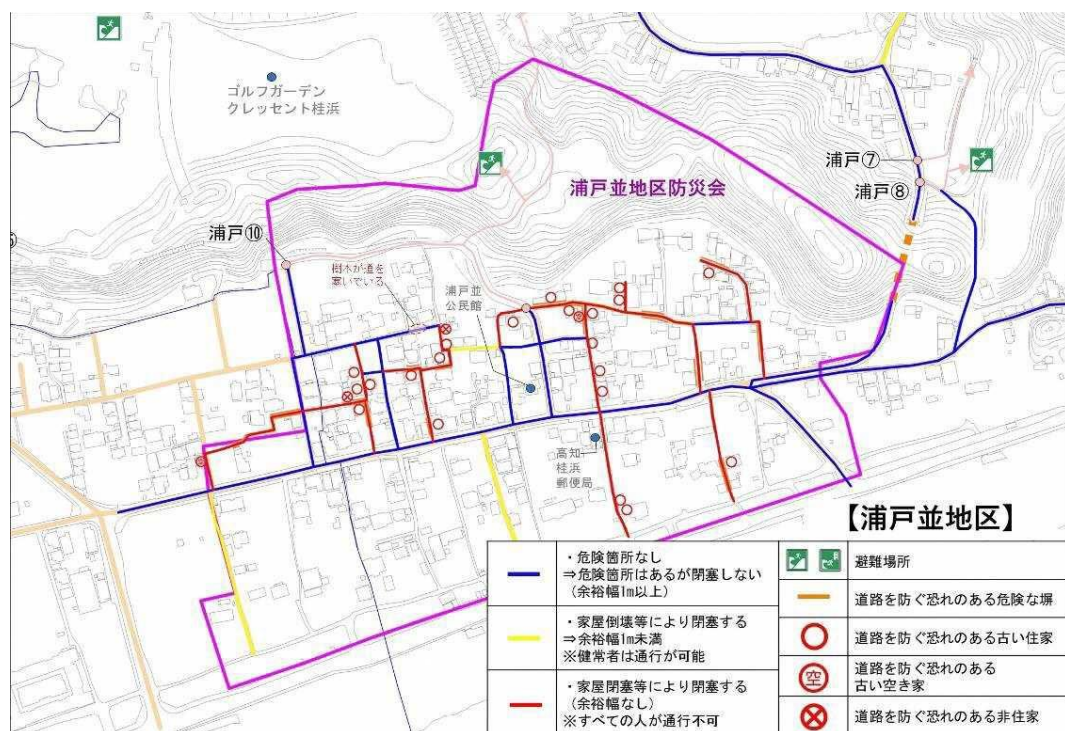 ゴルフガーデン
クレッセント桂浜
浦戸⑦
浦戸⑧
浦戸並地区防災会
浦戸⑩
樹木が道を
塞いでいる
浦戸並
公民館
高知
桂浜
郵便局
【浦戸並地区】
・危険箇所なし
⇒危険箇所はあるが閉塞しない
(余裕幅1m以上)
・家屋倒壊等により閉塞する
⇒余裕幅1m未満
※健常者は通行が可能
・家屋閉塞等により閉塞する
(余裕幅なし)
※すべての人が通行不可
避難場所
道路を防ぐ恐れのある危険な塀
道路を防ぐ恐れのある古い住家
空
道路を防ぐ恐れのある
古い空き家
道路を防ぐ恐れのある非住家